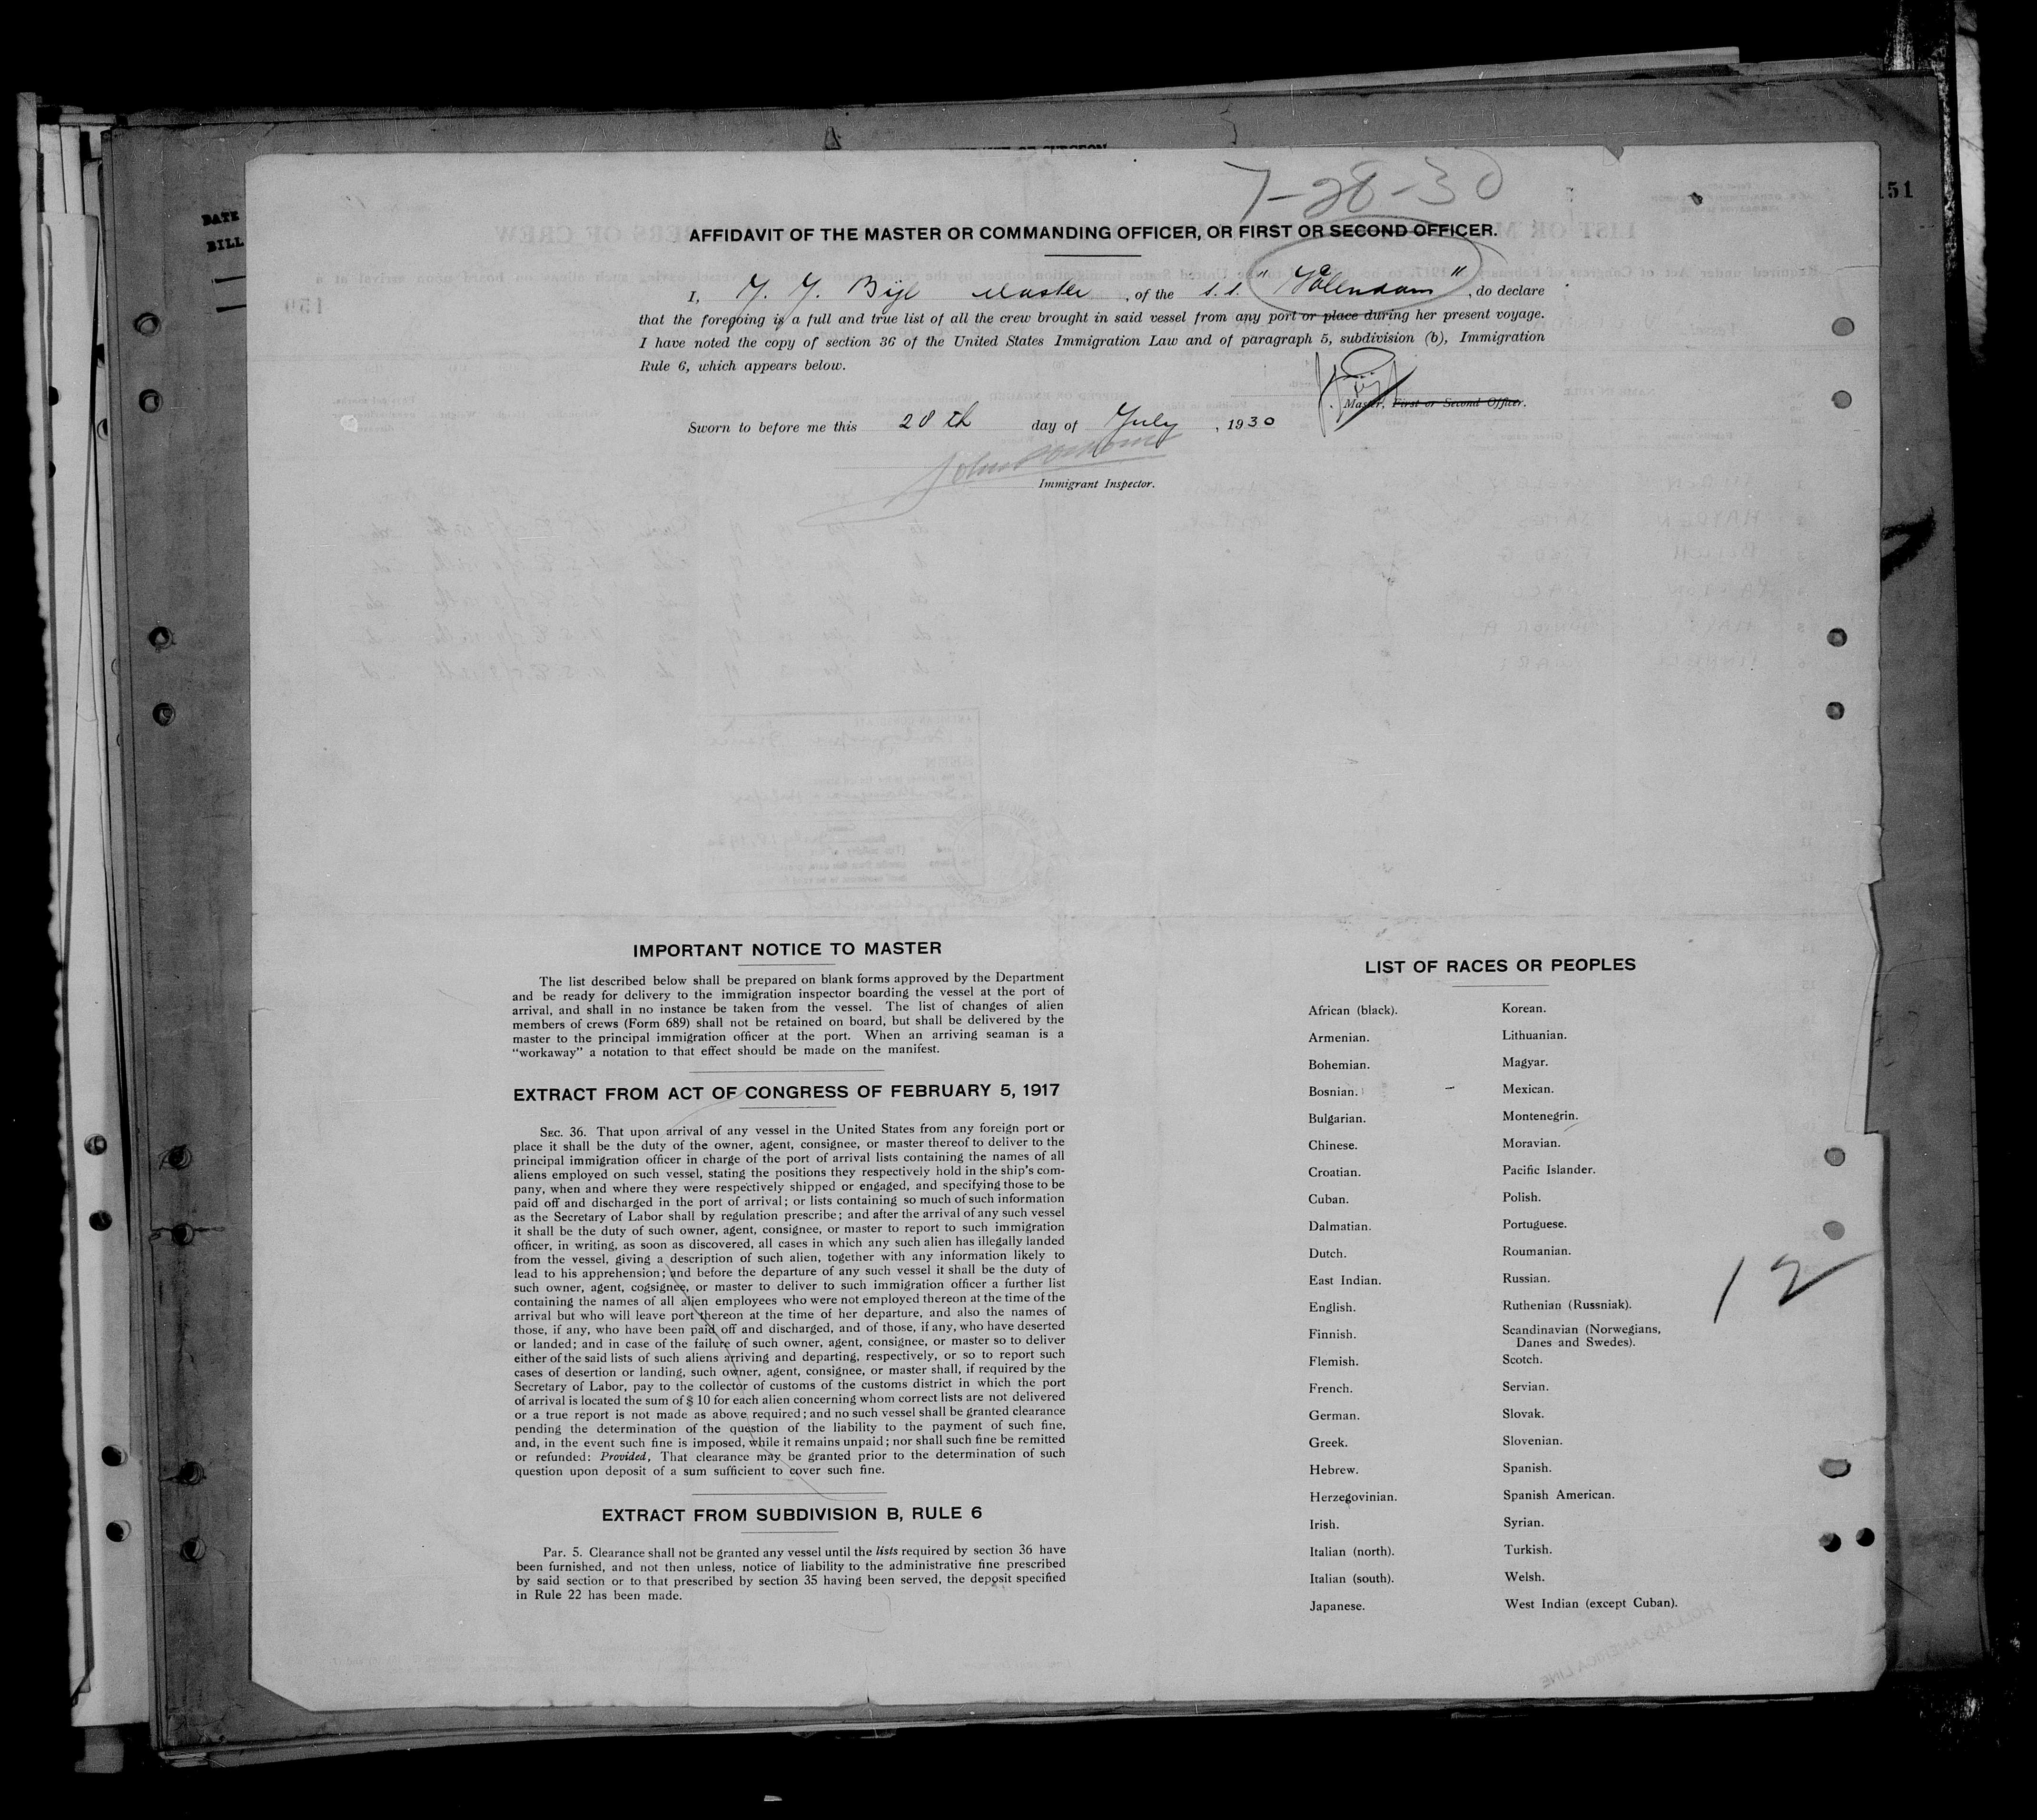 151
DATE
BILL
7-28-30
AFFIDAVIT OF THE MASTER OR COMMANDING OFFICER, OR FIRST OR SECOND OFFICER.
I, Y. Y. Bijl Master, of the s.s. "Volendam", do declare
that the foregoing is a full and true list of all the crew brought in said vessel from any port or place during her present voyage.
I have noted the copy of section 36 of the United States Immigration Law and of paragraph 5, subdivision (b), Immigration
Rule 6, which appears below.
Master, First or Second Officer.
Sworn to before me this 28th day of July, 1930
Immigrant Inspector.
IMPORTANT NOTICE TO MASTER
The list described below shall be prepared on blank forms approved by the Department
and be ready for delivery to the immigration inspector boarding the vessel at the port of
arrival, and shall in no instance be taken from the vessel. The list of changes of alien
members of crews (Form 689) shall not be retained on board, but shall be delivered by the
master to the principal immigration officer at the port. When an arriving seaman is a
"workaway" a notation to that effect should be made on the manifest.
EXTRACT FROM ACT OF CONGRESS OF FEBRUARY 5, 1917
SEC. 36. That upon arrival of any vessel in the United States from any foreign port or
place it shall be the duty of the owner, agent, consignee, or master thereof to deliver to the
principal immigration officer in charge of the port of arrival lists containing the names of all
aliens employed on such vessel, stating the positions they respectively hold in the ship's com-
pany, when and where they were respectively shipped or engaged, and specifying those to be
paid off and discharged in the port of arrival; or lists containing so much of such information
as the Secretary of Labor shall by regulation prescribe; and after the arrival of any such vessel
it shall be the duty of such owner, agent, consignee, or master to report to such immigration
officer, in writing, as soon as discovered, all cases in which any such alien has illegally landed
from the vessel, giving a description of such alien, together with any information likely to
lead to his apprehension; and before the departure of any such vessel it shall be the duty of
such owner, agent, cogsignee, or master to deliver to such immigration officer a further list
containing the names of all alien employees who were not employed thereon at the time of the
arrival but who will leave port thereon at the time of her departure, and also the names of
those, if any, who have been paid off and discharged, and of those, if any, who have deserted
or landed; and in case of the failure of such owner, agent, consignee, or master so to deliver
either of the said lists of such aliens arriving and departing, respectively, or so to report such
cases of desertion or landing, such owner, agent, consignee, or master shall, if required by the
Secretary of Labor, pay to the collector of customs of the customs district in which the port
of arrival is located the sum of $ 10 for each alien concerning whom correct lists are not delivered
or a true report is not made as above required; and no such vessel shall be granted clearance
pending the determination of the question of the liability to the payment of such fine,
and, in the event such fine is imposed, while it remains unpaid; nor shall such fine be remitted
or refunded: Provided, That clearance may be granted prior to the determination of such
question upon deposit of a sum sufficient to cover such fine.
EXTRACT FROM SUBDIVISION B, RULE 6
Par. 5. Clearance shall not be granted any vessel until the lists required by section 36 have
been furnished, and not then unless, notice of liability to the administrative fine prescribed
by said section or to that prescribed by section 35 having been served, the deposit specified
in Rule 22 has been made.
LIST OF RACES OR PEOPLES
African (black).
Armenian.
Bohemian.
Bosnian.
Bulgarian.
Chinese.
Croatian.
Cuban.
Dalmatian.
Dutch.
East Indian.
English.
Finnish.
Flemish.
French.
German.
Greek.
Hebrew.
Herzegovinian.
Irish.
Italian (north).
Italian (south).
Japanese.
Korean.
Lithuanian.
Magyar.
Mexican.
Montenegrin.
Moravian.
Pacific Islander.
Polish.
Portuguese.
Roumanian.
Russian.
Ruthenian (Russniak).
Scandinavian (Norwegians,
Danes and Swedes).
Scotch.
Servian.
Slovak.
Slovenian.
Spanish.
Spanish American.
Syrian.
Turkish.
Welsh.
West Indian (except Cuban).
12
HOLLAND AMERICA LINE